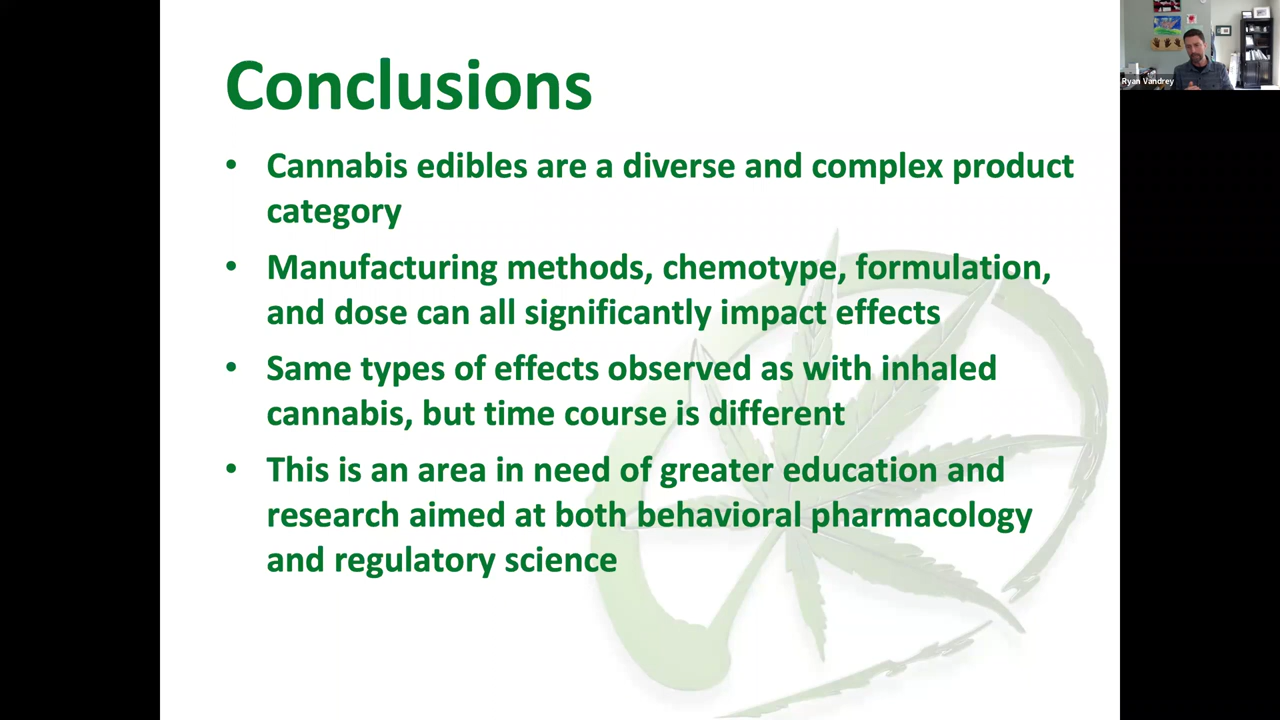 Conclusions
• Cannabis edibles are a diverse and complex product
category
• Manufacturing methods, chemotype, formulation,
and dose can all significantly impact effects
• Same types of effects observed as with inhaled
cannabis, but time course is different
• This is an area in need of greater education and
research aimed at both behavioral pharmacology
and regulatory science
Ryan Vandrey